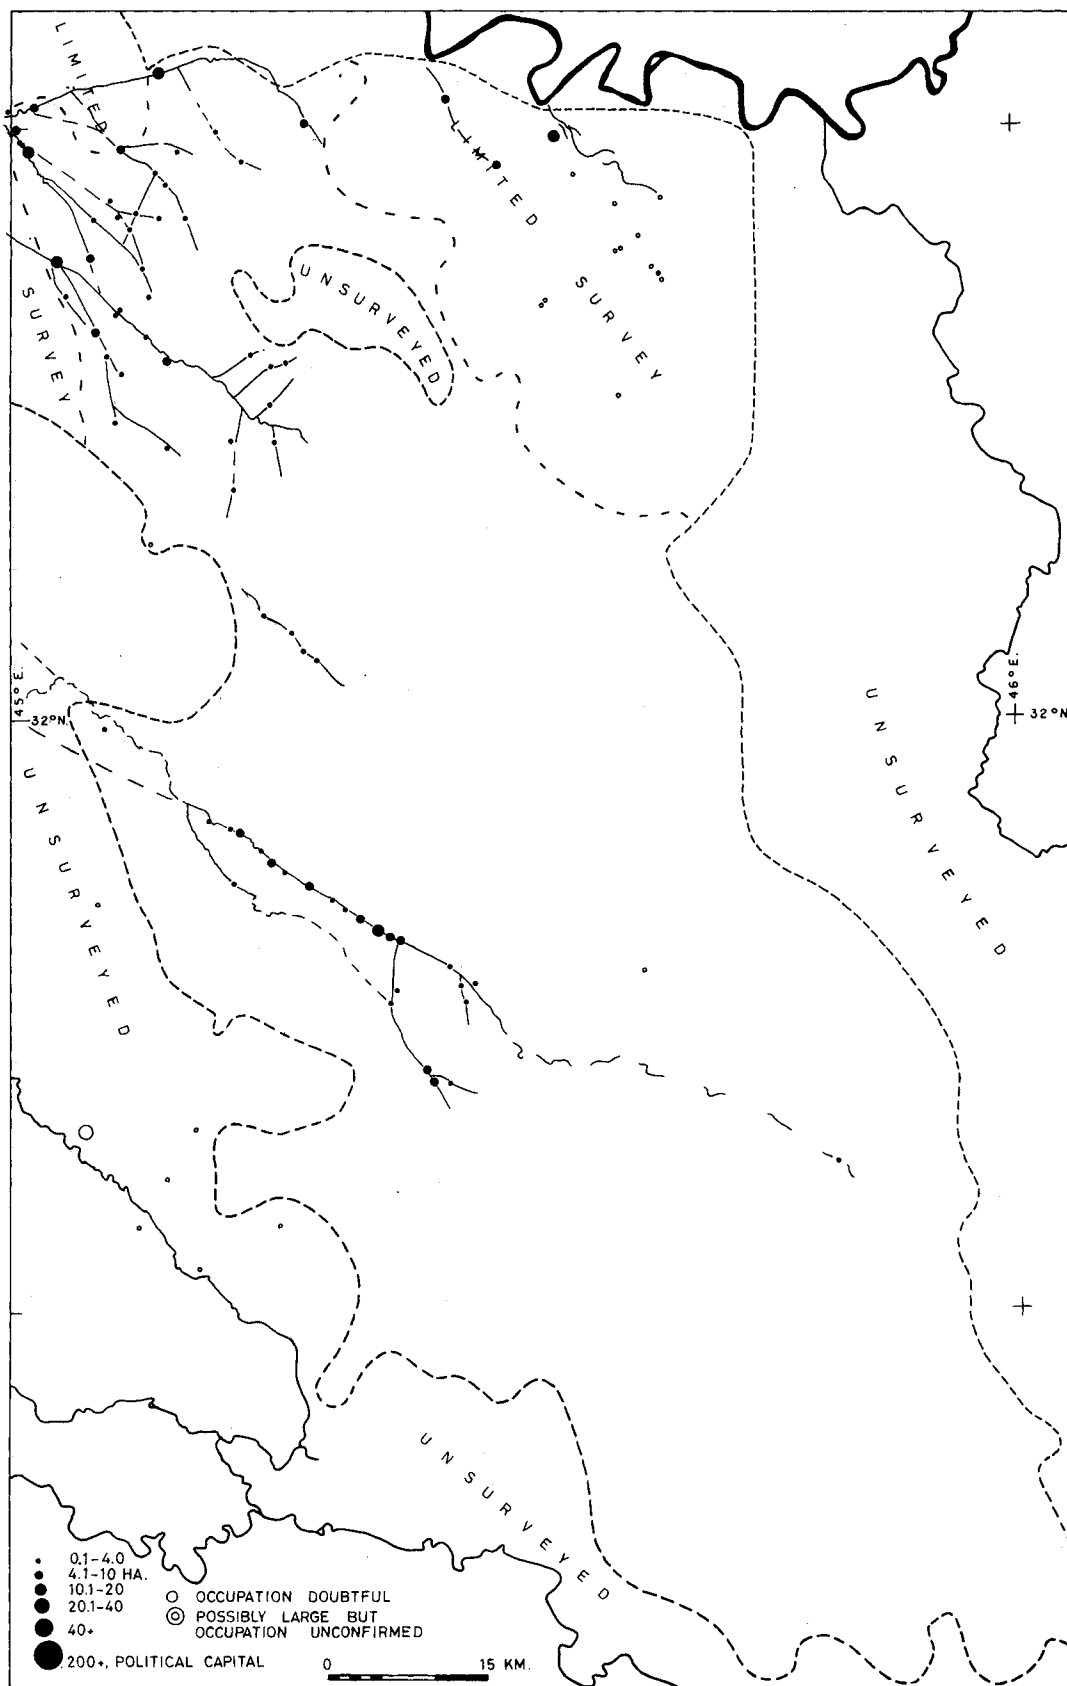 LIMITED
SURVEY
LIMITED
SURVEY
UNSURVEYED
45°E.
32°N.
46°E.
32°N.
UNSURVEYED
UNSURVEYED
UNSURVEYED
0.1-4.0
4.1-10 HA.
10.1-20
20.1-40
40+
200+, POLITICAL CAPITAL
OCCUPATION DOUBTFUL
POSSIBLY LARGE BUT
OCCUPATION UNCONFIRMED
0 15 KM.